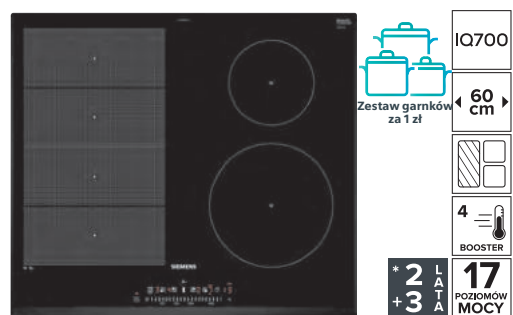 IQ700
Zestaw garnków
za 1 zł
60
cm
4
BOOSTER
SIEMENS
* 2
+3
LATA
17
POZIOMÓW
MOCY